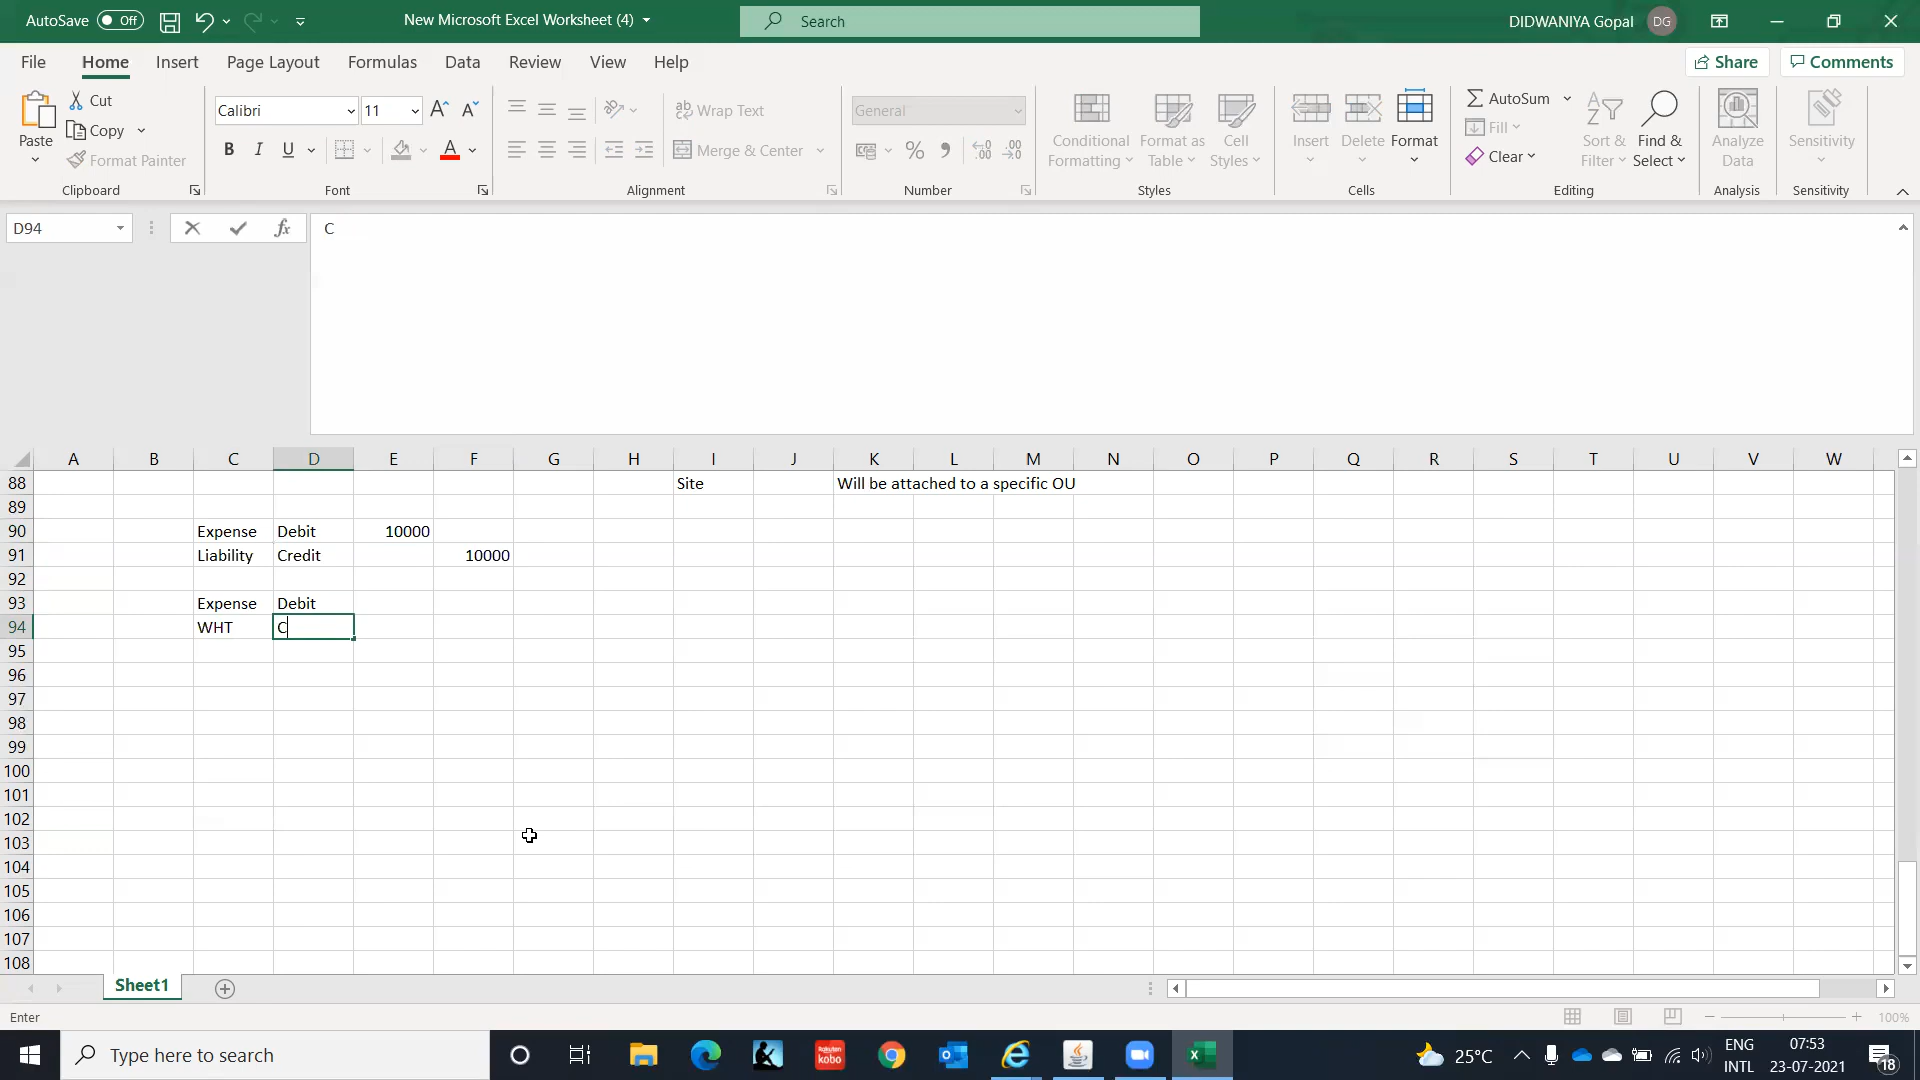 AutoSave Off New Microsoft Excel Worksheet (4) Search DIDWANIYA Gopal DG
File Home Insert Page Layout Formulas Data Review View Help Share Comments
Paste Cut Copy Format Painter
Calibri 11 B I U A A A
ab Wrap Text Merge & Center
General % 9
Conditional Formatting Format as Table Cell Styles
Insert Delete Format
AutoSum Fill Clear Sort & Filter Find & Select
Analyze Data Sensitivity
Clipboard Font Alignment Number Styles Cells Editing Analysis Sensitivity
D94 fx C
A B C D E F G H I J K L M N O P Q R S T U V W
88 Site Will be attached to a specific OU
89
90 Expense Debit 10000
91 Liability Credit 10000
92
93 Expense Debit
94 WHT C
95
96
97
98
99
100
101
102
103
104
105
106
107
108
Sheet1
Enter 100%
Type here to search Rakuten kobo 25°C ENG INTL 07:53 23-07-2021 18